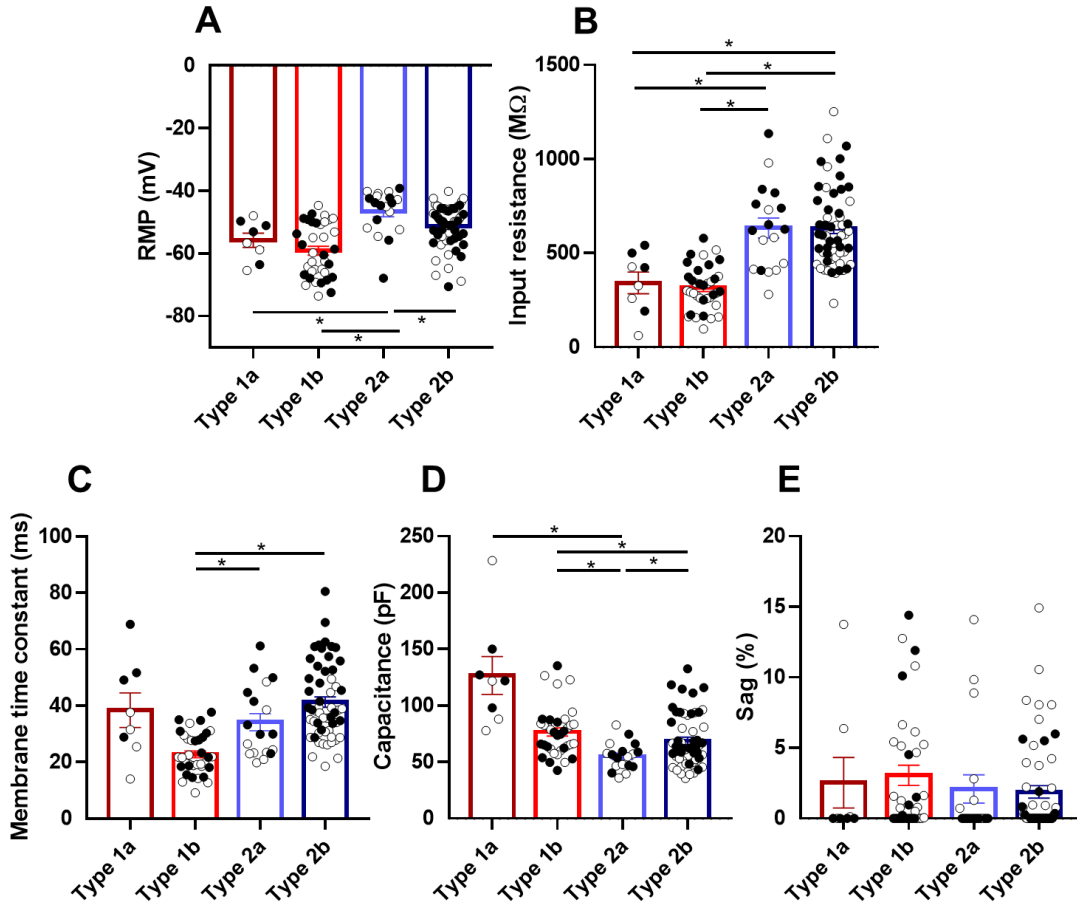 A
RMP (mV)
0
-20
-40
-60
-80
*
*
*
Type 1a
Type 1b
Type 2a
Type 2b
B
Input resistance (MΩ)
1500
1000
500
0
*
*
*
*
Type 1a
Type 1b
Type 2a
Type 2b
C
Membrane time constant (ms)
100
80
60
40
20
0
*
*
Type 1a
Type 1b
Type 2a
Type 2b
D
Capacitance (pF)
250
200
150
100
50
0
*
*
*
*
Type 1a
Type 1b
Type 2a
Type 2b
E
Sag (%)
20
15
10
5
0
Type 1a
Type 1b
Type 2a
Type 2b